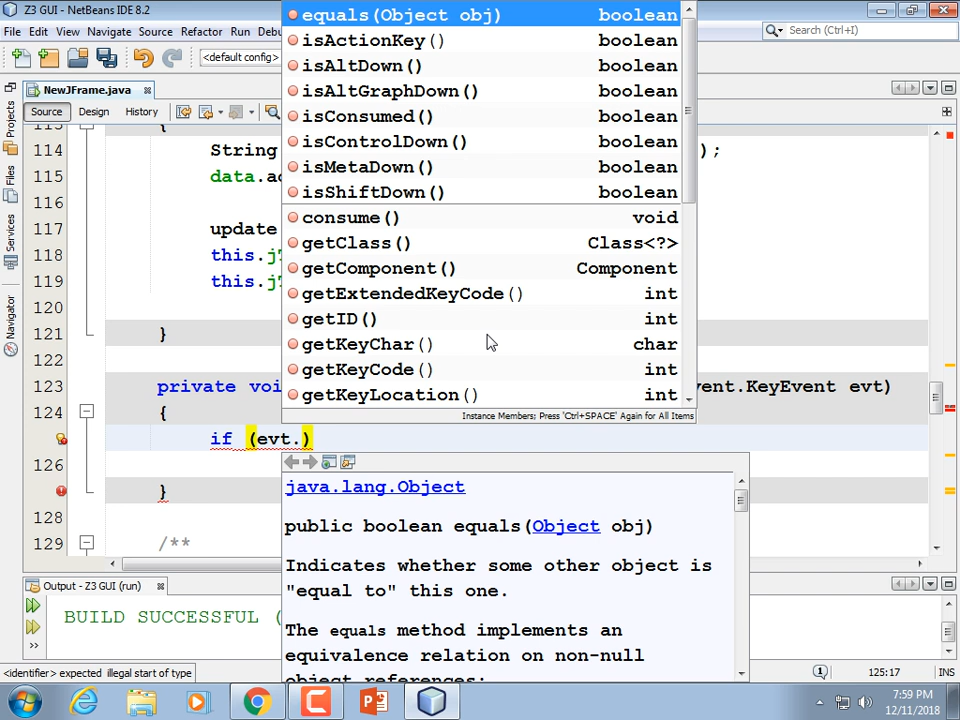 Z3 GUI - NetBeans IDE 8.2
File Edit View Navigate Source Refactor Run
Search (Ctrl+I)
<default config>
NewJFrame.java
Source Design History
Projects
Files
Services
Navigator
equals(Object obj) boolean
isActionKey() boolean
isAltDown() boolean
isAltGraphDown() boolean
isConsumed() boolean
isControlDown() boolean
isMetaDown() boolean
isShiftDown() boolean
consume() void
getClass() Class<?>
getComponent() Component
getExtendedKeyCode() int
getID() int
getKeyChar() char
getKeyCode() int
getKeyLocation() int
Instance Members; Press 'Ctrl+SPACE' Again for All Items
{
114 String );
115 data.
116
117 update
118 this.
119 this.
120
121 }
122
123 private .KeyEvent evt)
124 {
if (evt.)
126
}
128
129 /**
java.lang.Object
public boolean equals(Object obj)
Indicates whether some other object is
"equal to" this one.
The equals method implements an
equivalence relation on non-null
object references:
Output - Z3 GUI (run)
BUILD SUCCESSFUL (
<identifier> expected illegal start of type
1
125:17 INS
7:59 PM
12/11/2018